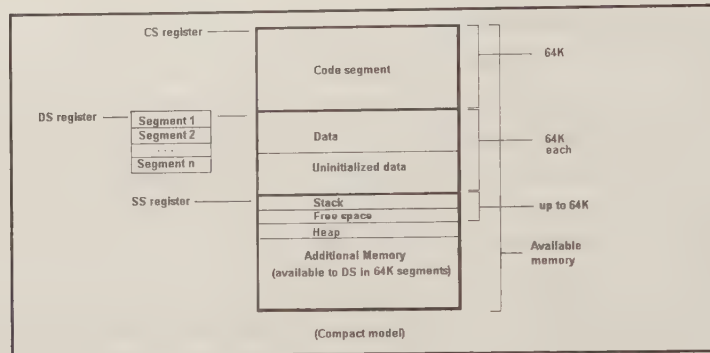 CS register
Code segment
64K
DS register
Segment 1
Segment 2
. . .
Segment n
Data
Uninitialized data
64K
each
SS register
Stack
Free space
Heap
up to 64K
Additional Memory
(available to DS in 64K segments)
Available
memory
(Compact model)